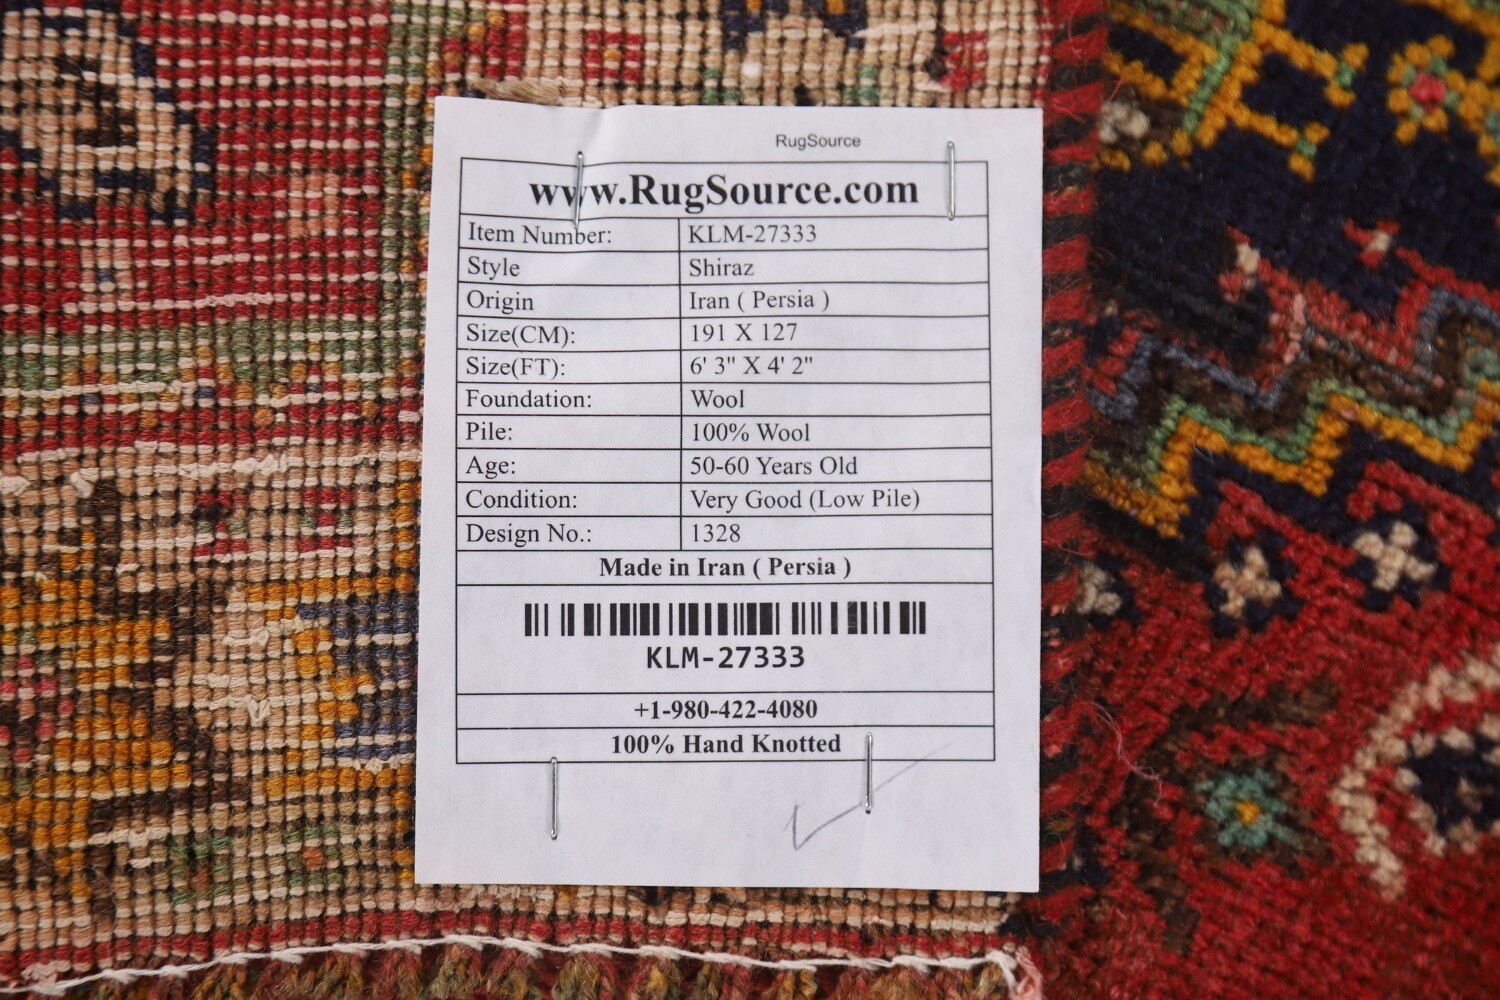 RugSource
www.RugSource.com
Item Number: KLM-27333
Style Shiraz
Origin Iran ( Persia )
Size(CM): 191 X 127
Size(FT): 6' 3" X 4' 2"
Foundation: Wool
Pile: 100% Wool
Age: 50-60 Years Old
Condition: Very Good (Low Pile)
Design No.: 1328
Made in Iran ( Persia )
KLM-27333
+1-980-422-4080
100% Hand Knotted